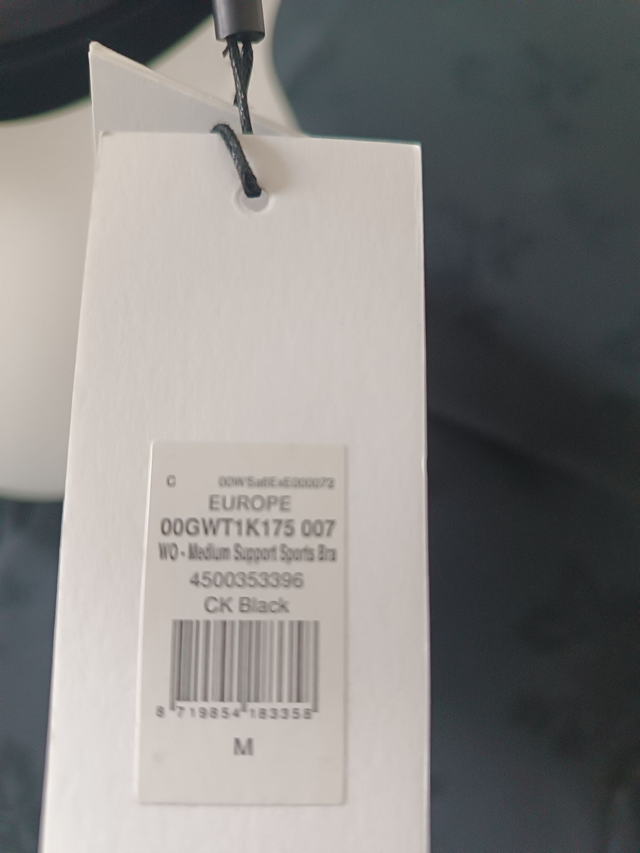 C
EUROPE
00GWT1K175 007
WO - Medium Support Sports Bra
4500353396
CK Black
8 719854 183358
M